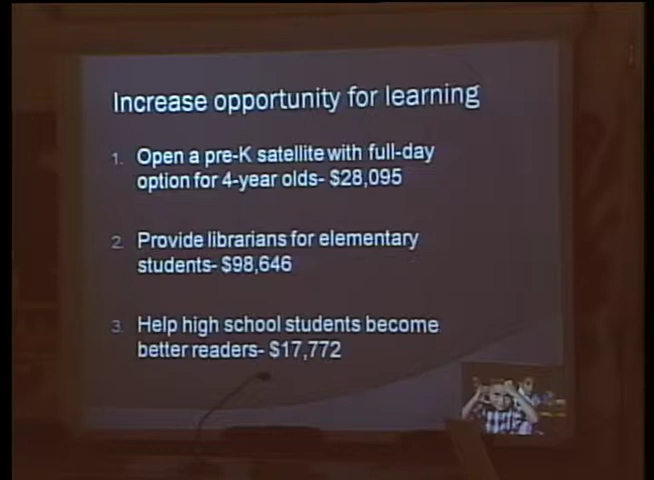 Increase opportunity for learning
1. Open a pre-K satellite with full-day
option for 4-year olds- $28,095
2. Provide librarians for elementary
students- $98,646
3. Help high school students become
better readers- $17,772